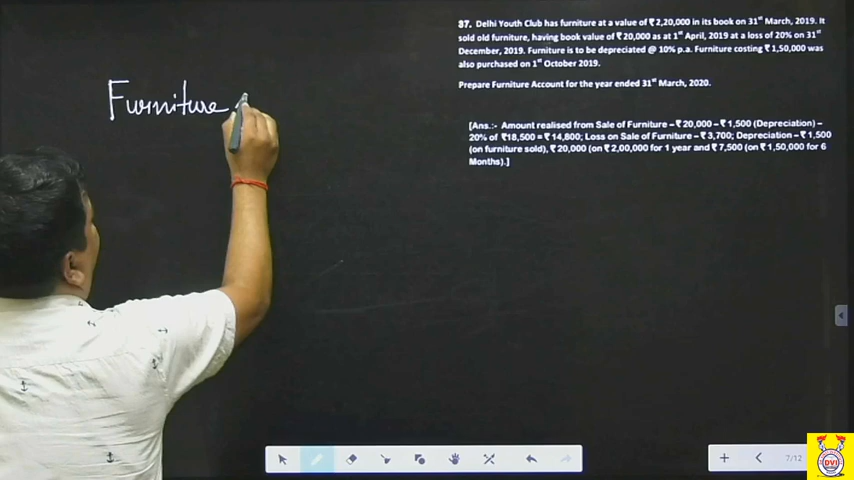 Furniture
37. Delhi Youth Club has furniture at a value of ₹ 2,20,000 in its book on 31st March, 2019. It
sold old furniture, having book value of ₹ 20,000 as at 1st April, 2019 at a loss of 20% on 31st
December, 2019. Furniture is to be depreciated @ 10% p.a. Furniture costing ₹ 1,50,000 was
also purchased on 1st October 2019.
Prepare Furniture Account for the year ended 31st March, 2020.
[Ans.:- Amount realised from Sale of Furniture – ₹ 20,000 – ₹ 1,500 (Depreciation) –
20% of ₹18,500 = ₹ 14,800; Loss on Sale of Furniture – ₹ 3,700; Depreciation – ₹ 1,500
(on furniture sold), ₹ 20,000 (on ₹ 2,00,000 for 1 year and ₹ 7,500 (on ₹ 1,50,000 for 6
Months).]
7/12
DVI